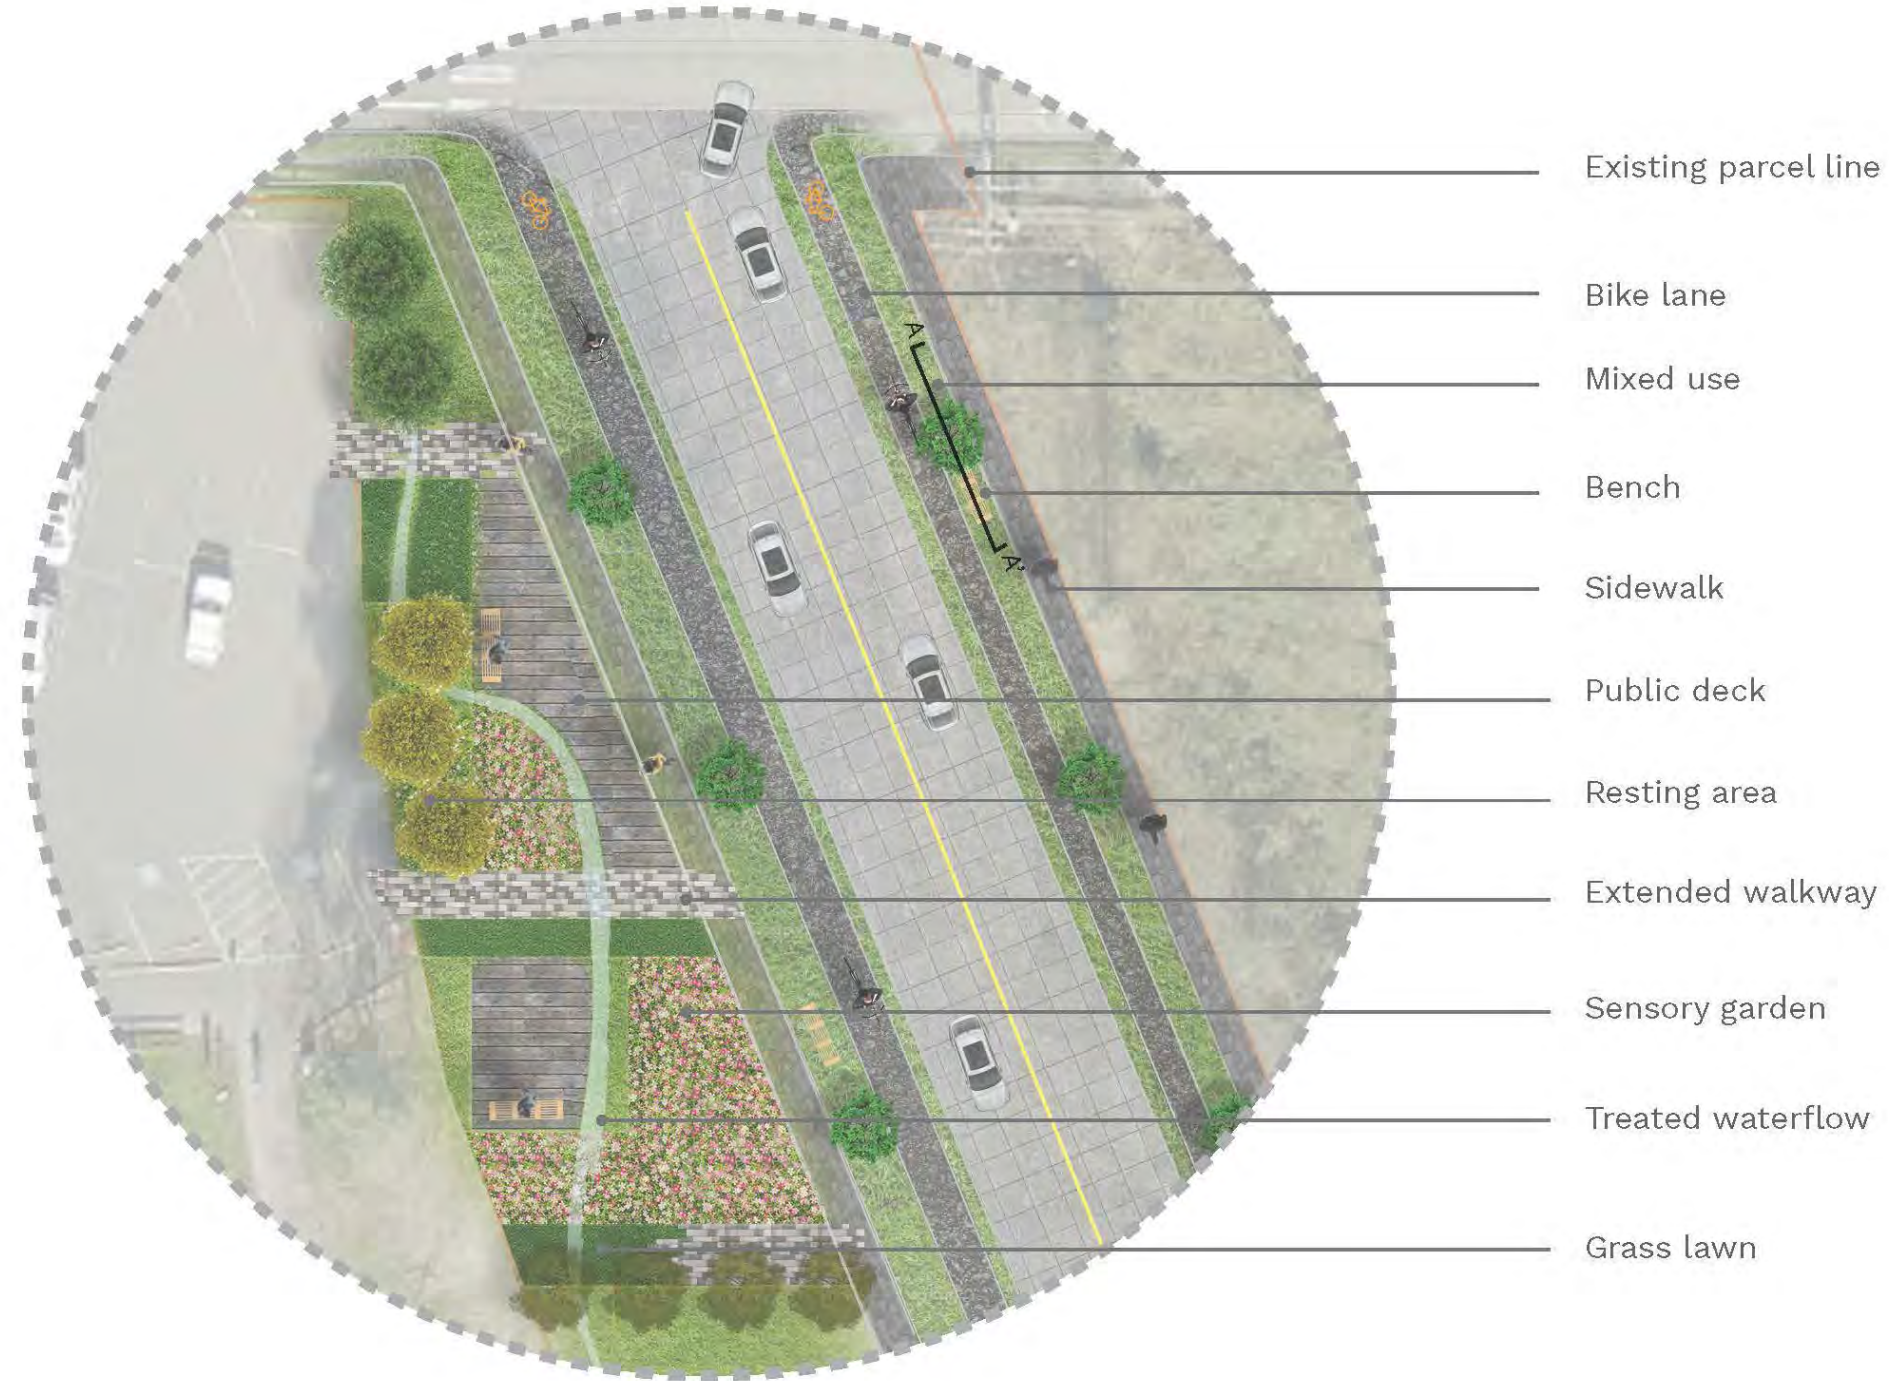 Existing parcel line
Bike lane
A
Mixed use
Bench
A'
Sidewalk
Public deck
Resting area
Extended walkway
Sensory garden
Treated waterflow
Grass lawn